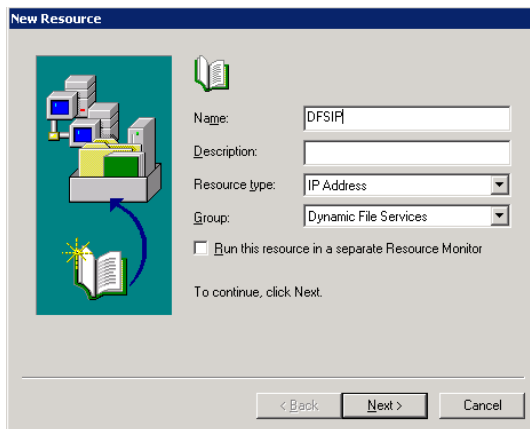 New Resource
Name: DFSIP
Description:
Resource type: IP Address
Group: Dynamic File Services
Run this resource in a separate Resource Monitor
To continue, click Next.
< Back Next > Cancel